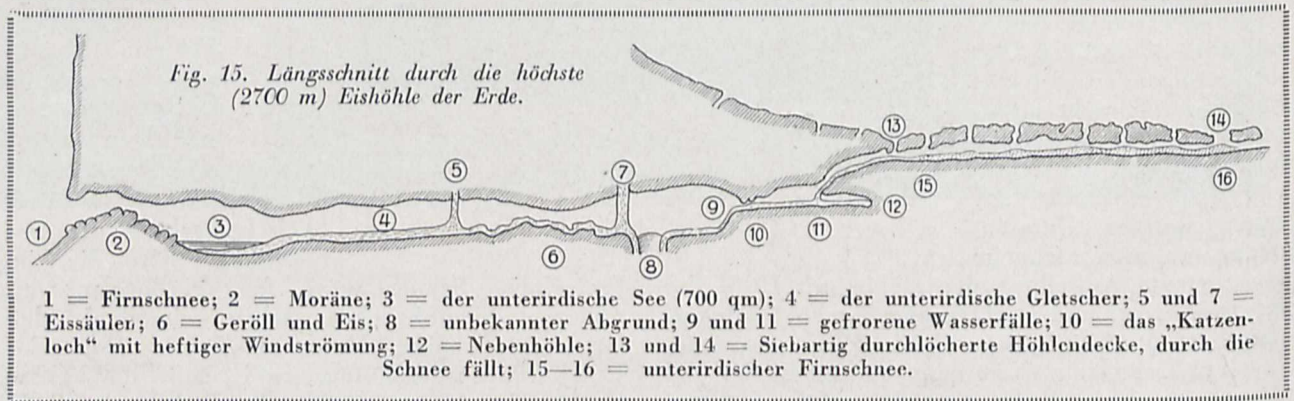 Fig. 15. Längsschnitt durch die höchste
(2700 m) Eishöhle der Erde.
13
14
5
7
15
16
3
4
9
12
1
2
10
11
6
8
1 = Firnschnee; 2 = Moräne; 3 = der unterirdische See (700 qm); 4 = der unterirdische Gletscher; 5 und 7 =
Eissäulen; 6 = Geröll und Eis; 8 = unbekannter Abgrund; 9 und 11 = gefrorene Wasserfälle; 10 = das „Katzen-
loch“ mit heftiger Windströmung; 12 = Nebenhöhle; 13 und 14 = Siebartig durchlöcherte Höhlendecke, durch die
Schnee fällt; 15—16 = unterirdischer Firnschnee.